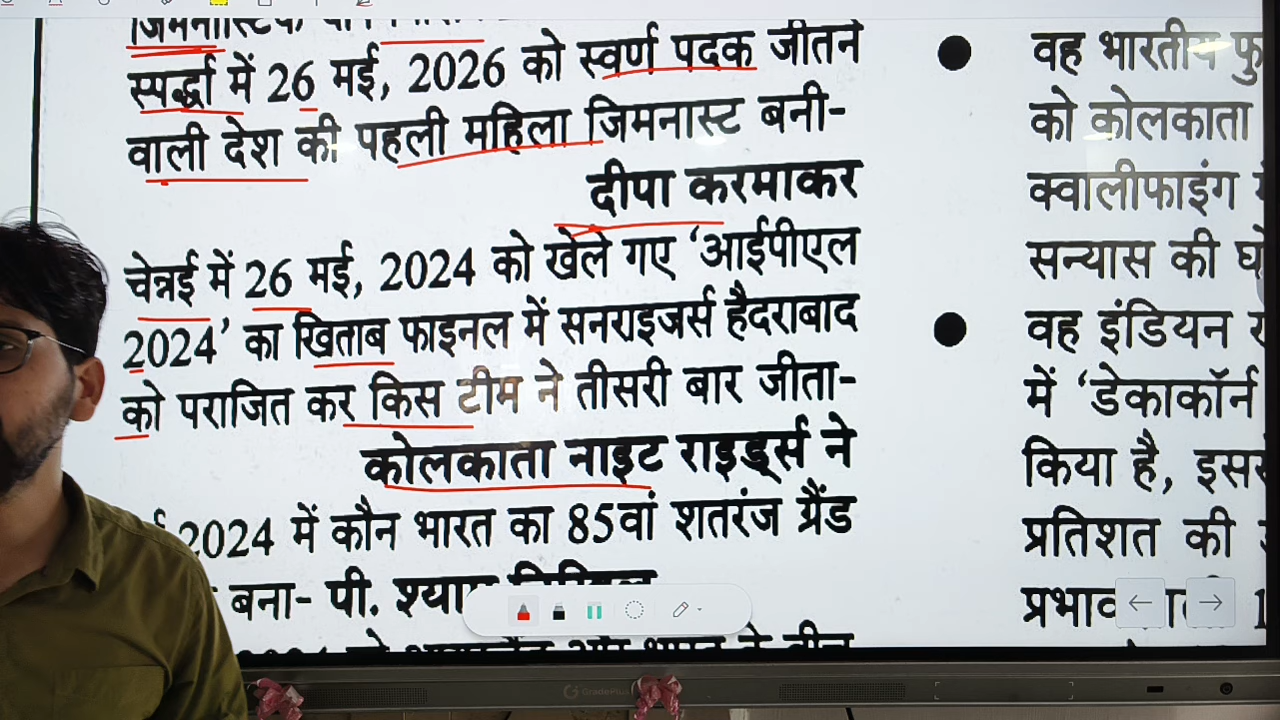 जिमनास्टिक
स्पर्द्धा में 26 मई, 2026 को स्वर्ण पदक जीतने
वाली देश की पहली महिला जिमनास्ट बनी-
दीपा करमाकर
चेन्नई में 26 मई, 2024 को खेले गए ‘आईपीएल
2024’ का खिताब फाइनल में सनराइजर्स हैदराबाद
को पराजित कर किस टीम ने तीसरी बार जीता-
कोलकाता नाइट राइडर्स ने
2024 में कौन भारत का 85वां शतरंज ग्रैंड
बना- पी.
वह भारतीय
को कोलकाता
क्वालीफाइंग
सन्यास की
वह इंडियन
में ‘डेकाकॉर्न
किया है,
प्रतिशत की
GradePlus